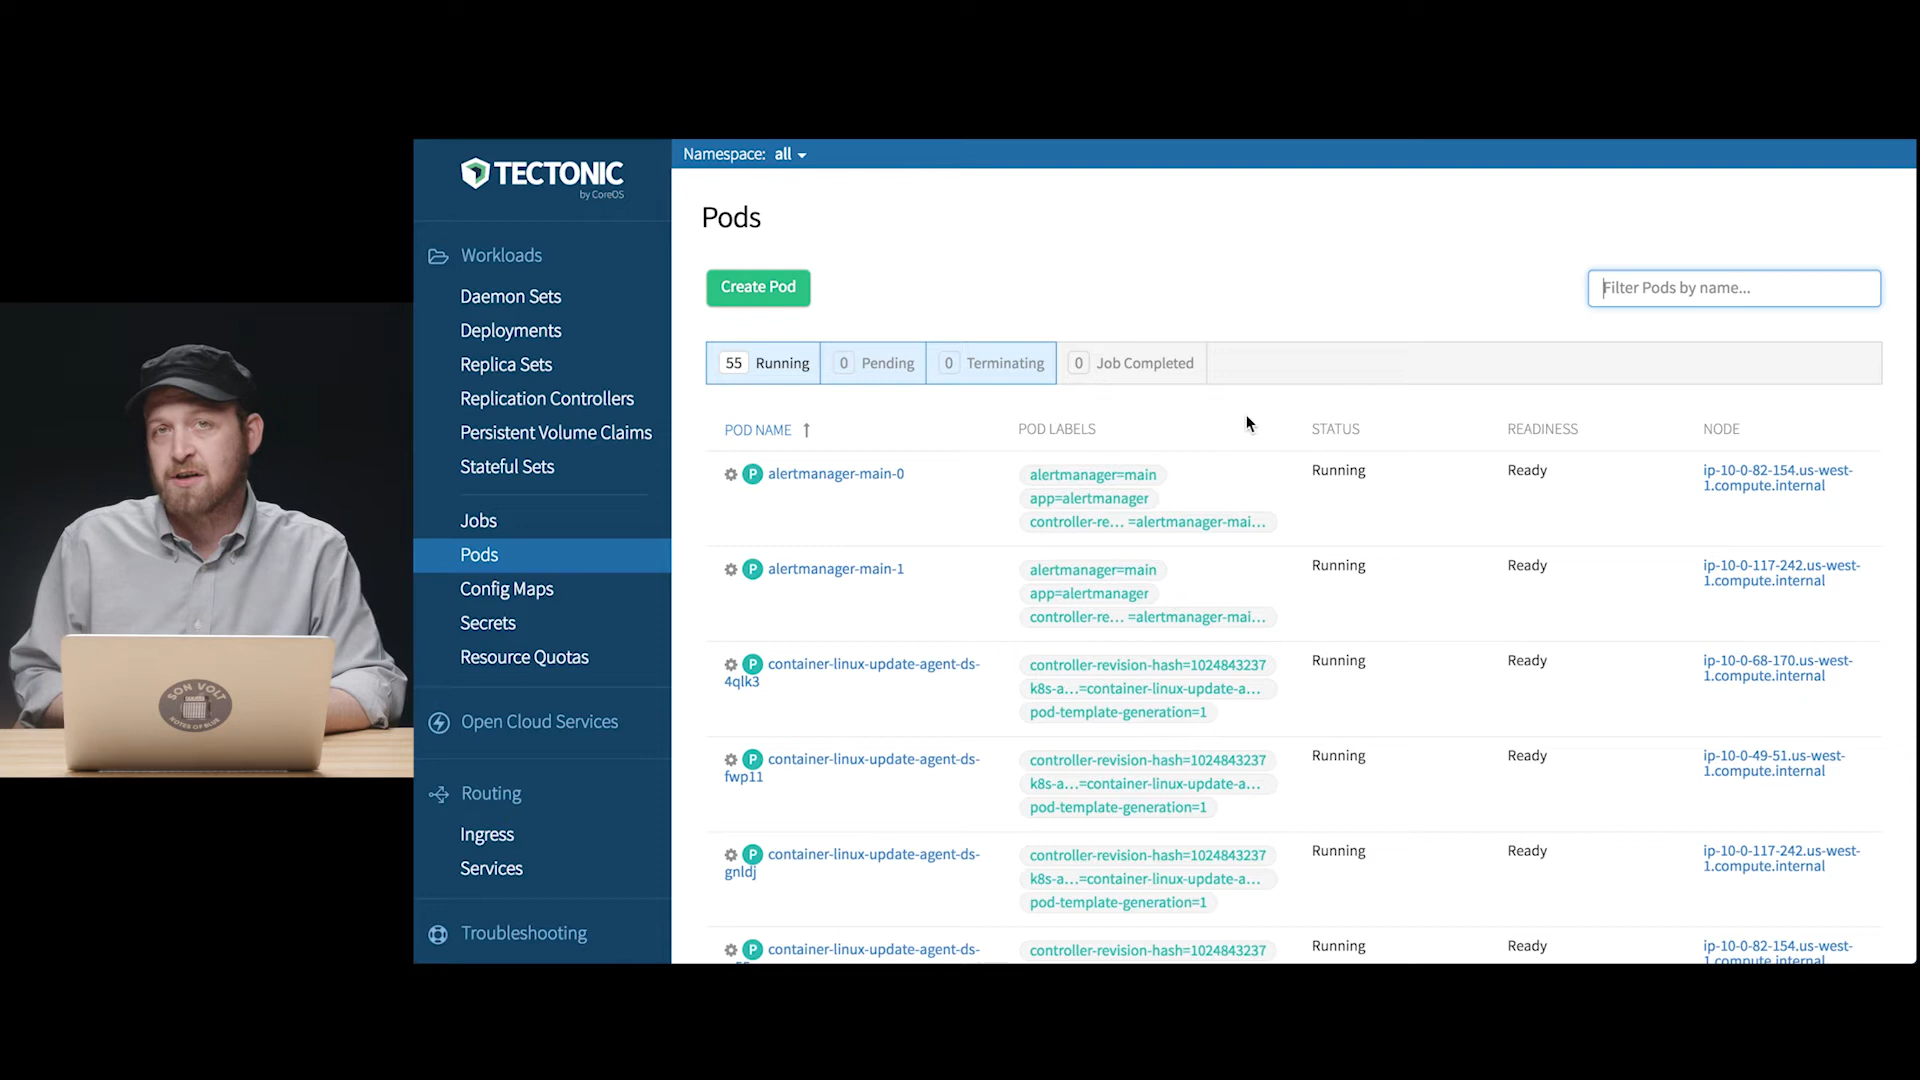 TECTONIC
by CoreOS
Namespace: all
Workloads
Daemon Sets
Deployments
Replica Sets
Replication Controllers
Persistent Volume Claims
Stateful Sets
Jobs
Pods
Config Maps
Secrets
Resource Quotas
Open Cloud Services
Routing
Ingress
Services
Troubleshooting
Pods
Create Pod
Filter Pods by name...
55 Running
0 Pending
0 Terminating
0 Job Completed
POD NAME
POD LABELS
STATUS
READINESS
NODE
P alertmanager-main-0
alertmanager=main
app=alertmanager
controller-re... =alertmanager-mai...
Running
Ready
ip-10-0-82-154.us-west-
1.compute.internal
P alertmanager-main-1
alertmanager=main
app=alertmanager
controller-re... =alertmanager-mai...
Running
Ready
ip-10-0-117-242.us-west-
1.compute.internal
P container-linux-update-agent-ds-
4qlk3
controller-revision-hash=1024843237
k8s-a...=container-linux-update-a...
pod-template-generation=1
Running
Ready
ip-10-0-68-170.us-west-
1.compute.internal
P container-linux-update-agent-ds-
fwp11
controller-revision-hash=1024843237
k8s-a...=container-linux-update-a...
pod-template-generation=1
Running
Ready
ip-10-0-49-51.us-west-
1.compute.internal
P container-linux-update-agent-ds-
gnldj
controller-revision-hash=1024843237
k8s-a...=container-linux-update-a...
pod-template-generation=1
Running
Ready
ip-10-0-117-242.us-west-
1.compute.internal
P container-linux-update-agent-ds-
controller-revision-hash=1024843237
Running
Ready
ip-10-0-82-154.us-west-
1.compute.internal
SON VOLT
NOTES OF BLUE